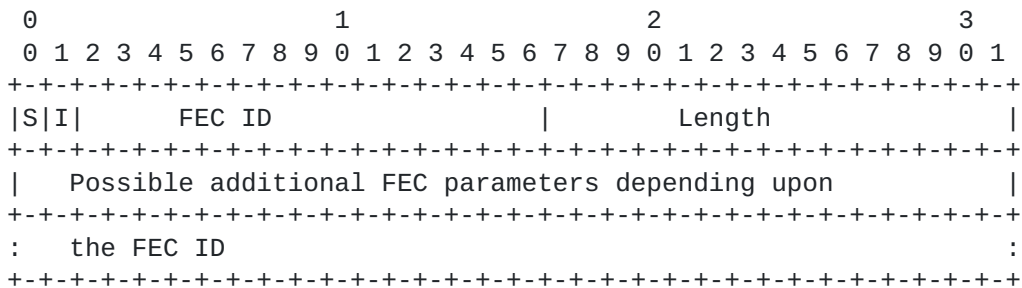 0                   1                   2                   3
 0 1 2 3 4 5 6 7 8 9 0 1 2 3 4 5 6 7 8 9 0 1 2 3 4 5 6 7 8 9 0 1
+-+-+-+-+-+-+-+-+-+-+-+-+-+-+-+-+-+-+-+-+-+-+-+-+-+-+-+-+-+-+-+-+
|S|I|      FEC ID                 |        Length               |
+-+-+-+-+-+-+-+-+-+-+-+-+-+-+-+-+-+-+-+-+-+-+-+-+-+-+-+-+-+-+-+-+
|   Possible additional FEC parameters depending upon           |
+-+-+-+-+-+-+-+-+-+-+-+-+-+-+-+-+-+-+-+-+-+-+-+-+-+-+-+-+-+-+-+-+
:   the FEC ID                                                  :
+-+-+-+-+-+-+-+-+-+-+-+-+-+-+-+-+-+-+-+-+-+-+-+-+-+-+-+-+-+-+-+-+